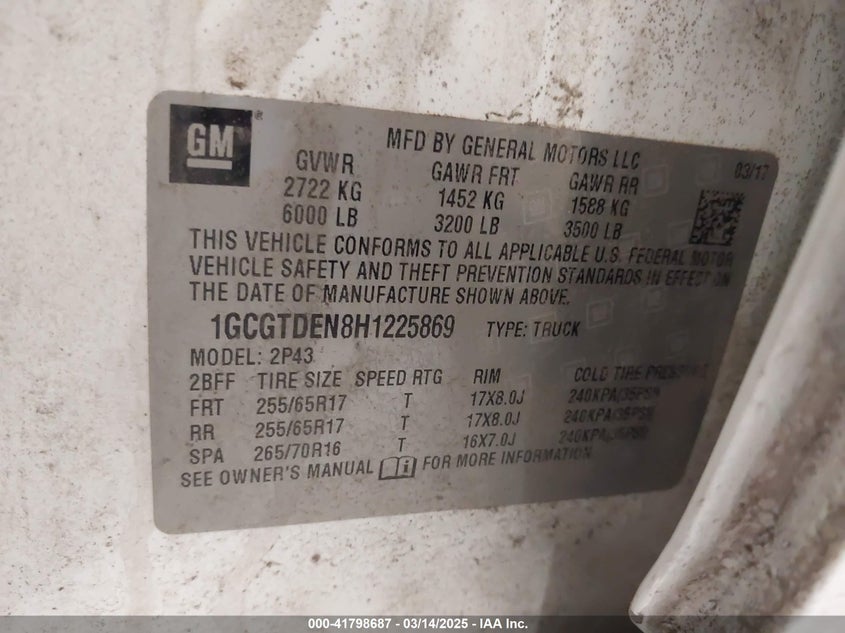 GM ®
MFD BY GENERAL MOTORS LLC
GVWR GAWR FRT GAWR RR 03/17
2722 KG 1452 KG 1588 KG
6000 LB 3200 LB 3500 LB
THIS VEHICLE CONFORMS TO ALL APPLICABLE U.S. FEDERAL MOTOR
VEHICLE SAFETY AND THEFT PREVENTION STANDARDS IN EFFECT ON
THE DATE OF MANUFACTURE SHOWN ABOVE.
1GCGTDEN8H1225869 TYPE: TRUCK
MODEL: 2P43
2BFF TIRE SIZE SPEED RTG RIM COLD TIRE PRESSURE
FRT 255/65R17 T 17X8.0J 240KPA/35PSI
RR 255/65R17 T 17X8.0J 240KPA/35PSI
SPA 265/70R16 T 16X7.0J 240KPA/35PSI
SEE OWNER'S MANUAL FOR MORE INFORMATION
000-41798687 — 03/14/2025 - IAA Inc.